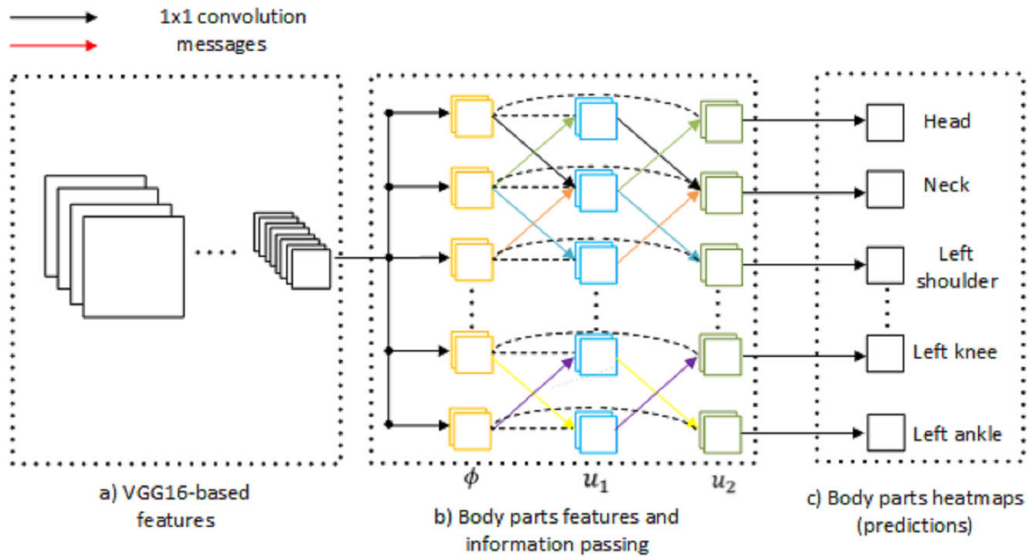 1x1 convolution
messages
Head
Neck
Left
shoulder
Left knee
Left ankle
ϕ
u₁
u₂
a) VGG16-based
features
b) Body parts features and
information passing
c) Body parts heatmaps
(predictions)